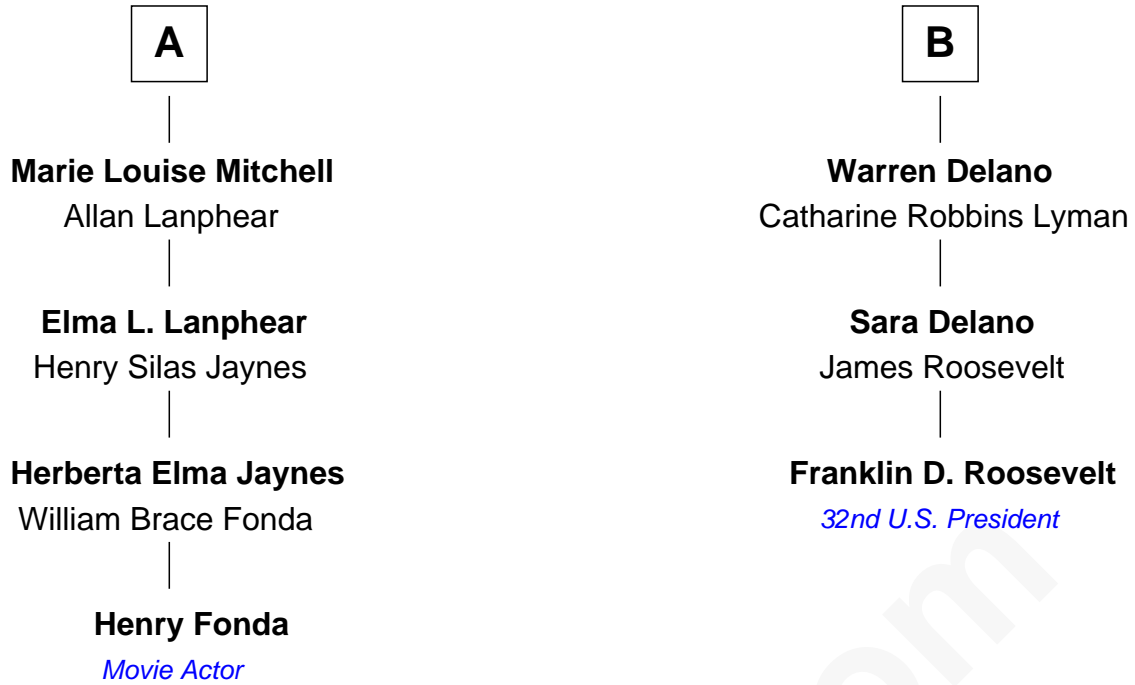 A
Marie Louise Mitchell
Allan Lanphear
Elma L. Lanphear
Henry Silas Jaynes
Herberta Elma Jaynes
William Brace Fonda
Henry Fonda
Movie Actor
B
Warren Delano
Catharine Robbins Lyman
Sara Delano
James Roosevelt
Franklin D. Roosevelt
32nd U.S. President
om